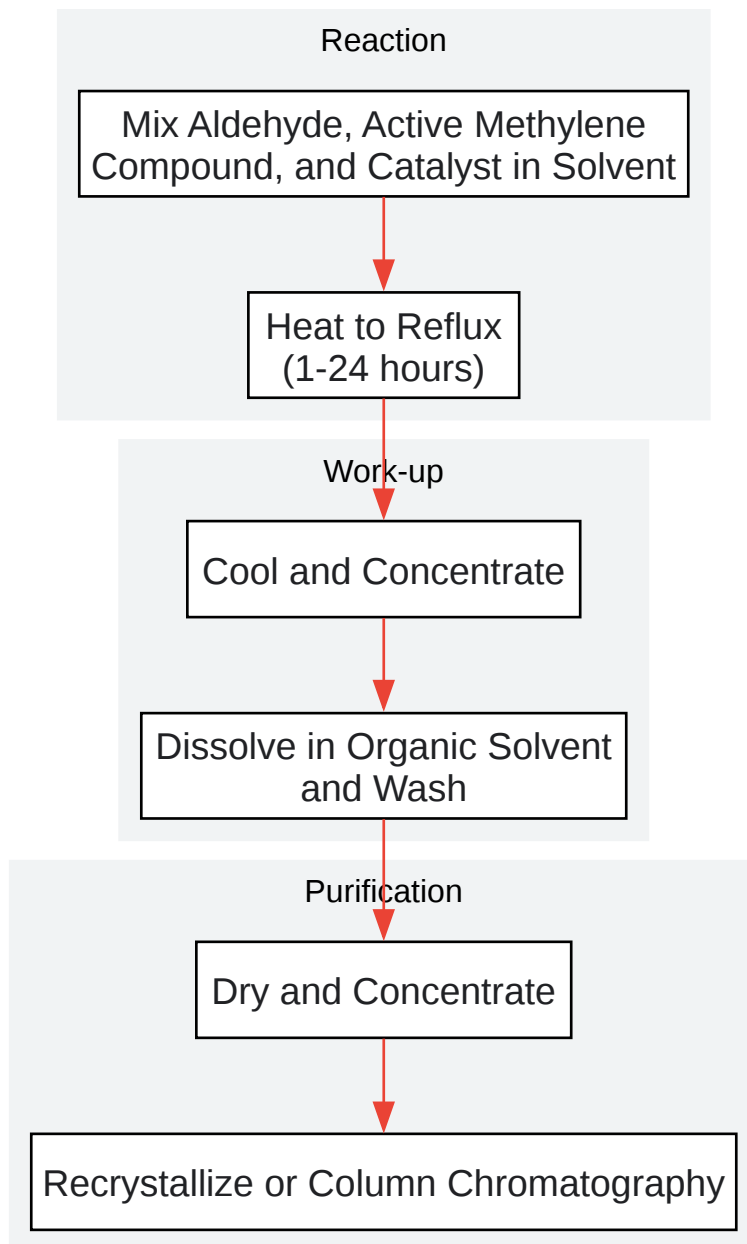 Reaction
Mix Aldehyde, Active Methylene
Compound, and Catalyst in Solvent
Heat to Reflux
(1-24 hours)
Work-up
Cool and Concentrate
Dissolve in Organic Solvent
and Wash
Purification
Dry and Concentrate
Recrystallize or Column Chromatography